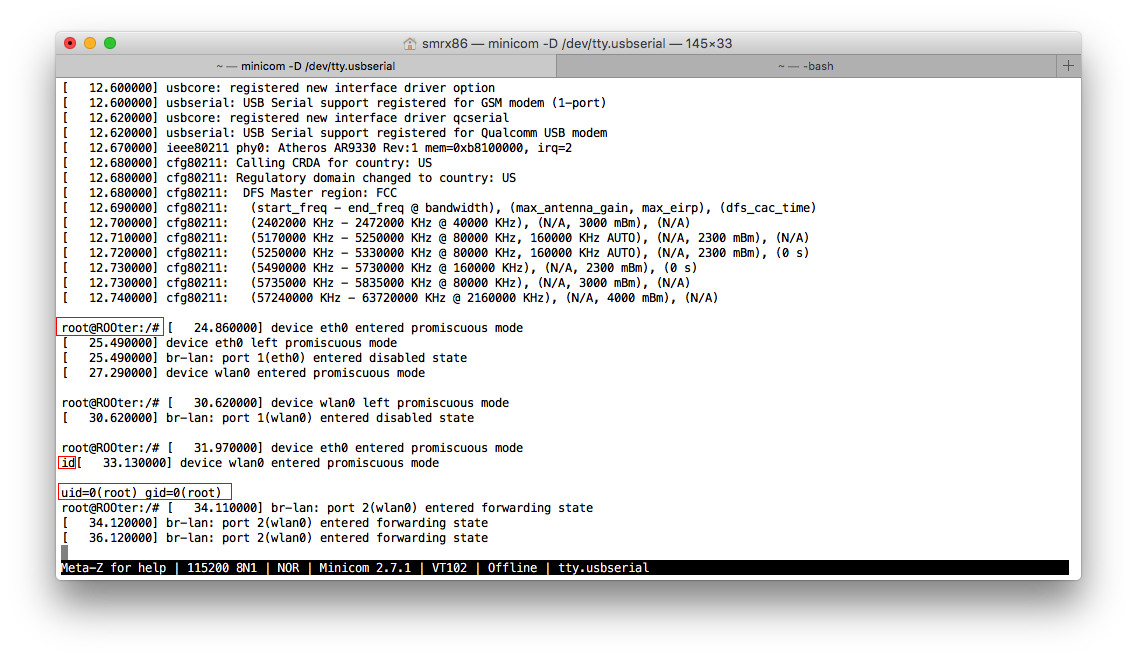 smrx86 — minicom -D /dev/tty.usbserial — 145×33
~ — minicom -D /dev/tty.usbserial
~ — -bash
[   12.600000] usbcore: registered new interface driver option
[   12.600000] usbserial: USB Serial support registered for GSM modem (1-port)
[   12.620000] usbcore: registered new interface driver qcserial
[   12.620000] usbserial: USB Serial support registered for Qualcomm USB modem
[   12.670000] ieee80211 phy0: Atheros AR9330 Rev:1 mem=0xb8100000, irq=2
[   12.680000] cfg80211: Calling CRDA for country: US
[   12.680000] cfg80211: Regulatory domain changed to country: US
[   12.680000] cfg80211:  DFS Master region: FCC
[   12.690000] cfg80211:   (start_freq - end_freq @ bandwidth), (max_antenna_gain, max_eirp), (dfs_cac_time)
[   12.700000] cfg80211:   (2402000 KHz - 2472000 KHz @ 40000 KHz), (N/A, 3000 mBm), (N/A)
[   12.710000] cfg80211:   (5170000 KHz - 5250000 KHz @ 80000 KHz, 160000 KHz AUTO), (N/A, 2300 mBm), (N/A)
[   12.720000] cfg80211:   (5250000 KHz - 5330000 KHz @ 80000 KHz, 160000 KHz AUTO), (N/A, 2300 mBm), (0 s)
[   12.730000] cfg80211:   (5490000 KHz - 5730000 KHz @ 160000 KHz), (N/A, 2300 mBm), (0 s)
[   12.730000] cfg80211:   (5735000 KHz - 5835000 KHz @ 80000 KHz), (N/A, 3000 mBm), (N/A)
[   12.740000] cfg80211:   (57240000 KHz - 63720000 KHz @ 2160000 KHz), (N/A, 4000 mBm), (N/A)
root@ROOter:/# [   24.860000] device eth0 entered promiscuous mode
[   25.490000] device eth0 left promiscuous mode
[   25.490000] br-lan: port 1(eth0) entered disabled state
[   27.290000] device wlan0 entered promiscuous mode
root@ROOter:/# [   30.620000] device wlan0 left promiscuous mode
[   30.620000] br-lan: port 1(wlan0) entered disabled state
root@ROOter:/# [   31.970000] device eth0 entered promiscuous mode
id[   33.130000] device wlan0 entered promiscuous mode
uid=0(root) gid=0(root)
root@ROOter:/# [   34.110000] br-lan: port 2(wlan0) entered forwarding state
[   34.120000] br-lan: port 2(wlan0) entered forwarding state
[   36.120000] br-lan: port 2(wlan0) entered forwarding state
Meta-Z for help | 115200 8N1 | NOR | Minicom 2.7.1 | VT102 | Offline | tty.usbserial